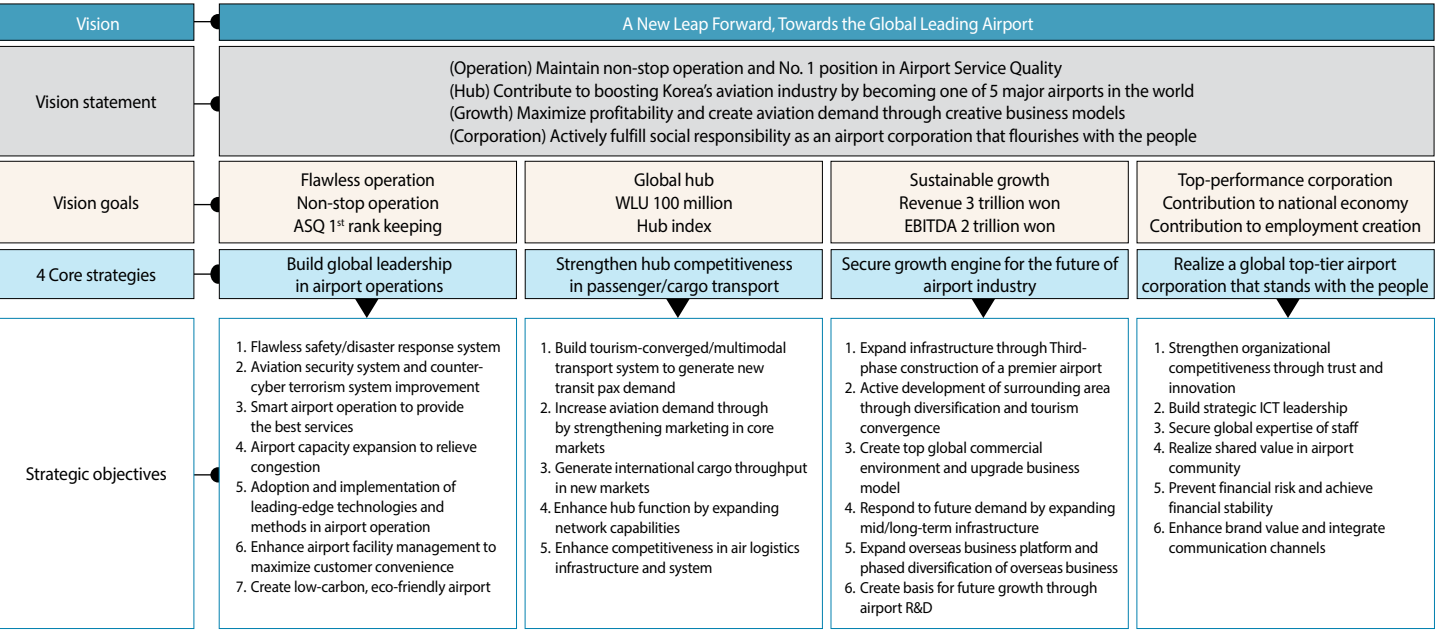 Vision
A New Leap Forward, Towards the Global Leading Airport
Vision statement
(Operation) Maintain non-stop operation and No. 1 position in Airport Service Quality
(Hub) Contribute to boosting Korea's aviation industry by becoming one of 5 major airports in the world
(Growth) Maximize profitability and create aviation demand through creative business models
(Corporation) Actively fulfill social responsibility as an airport corporation that flourishes with the people
Vision goals
Flawless operation
Non-stop operation
ASQ 1st rank keeping
Global hub
WLU 100 million
Hub index
Sustainable growth
Revenue 3 trillion won
EBITDA 2 trillion won
Top-performance corporation
Contribution to national economy
Contribution to employment creation
4 Core strategies
Build global leadership
in airport operations
Strengthen hub competitiveness
in passenger/cargo transport
Secure growth engine for the future of
airport industry
Realize a global top-tier airport
corporation that stands with the people
Strategic objectives
1. Flawless safety/disaster response system
2. Aviation security system and counter-
cyber terrorism system improvement
3. Smart airport operation to provide
the best services
4. Airport capacity expansion to relieve
congestion
5. Adoption and implementation of
leading-edge technologies and
methods in airport operation
6. Enhance airport facility management to
maximize customer convenience
7. Create low-carbon, eco-friendly airport
1. Build tourism-converged/multimodal
transport system to generate new
transit pax demand
2. Increase aviation demand through
by strengthening marketing in core
markets
3. Generate international cargo throughput
in new markets
4. Enhance hub function by expanding
network capabilities
5. Enhance competitiveness in air logistics
infrastructure and system
1. Expand infrastructure through Third-
phase construction of a premier airport
2. Active development of surrounding area
through diversification and tourism
convergence
3. Create top global commercial
environment and upgrade business
model
4. Respond to future demand by expanding
mid/long-term infrastructure
5. Expand overseas business platform and
phased diversification of overseas business
6. Create basis for future growth through
airport R&D
1. Strengthen organizational
competitiveness through trust and
innovation
2. Build strategic ICT leadership
3. Secure global expertise of staff
4. Realize shared value in airport
community
5. Prevent financial risk and achieve
financial stability
6. Enhance brand value and integrate
communication channels